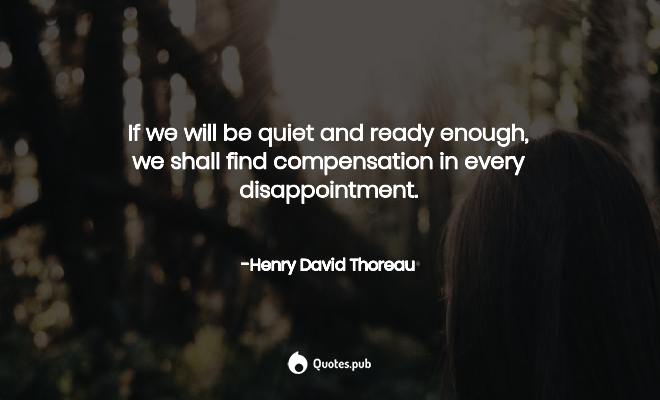 If we will be quiet and ready enough,
we shall find compensation in every
disappointment.
-Henry David Thoreau
Quotes.pub